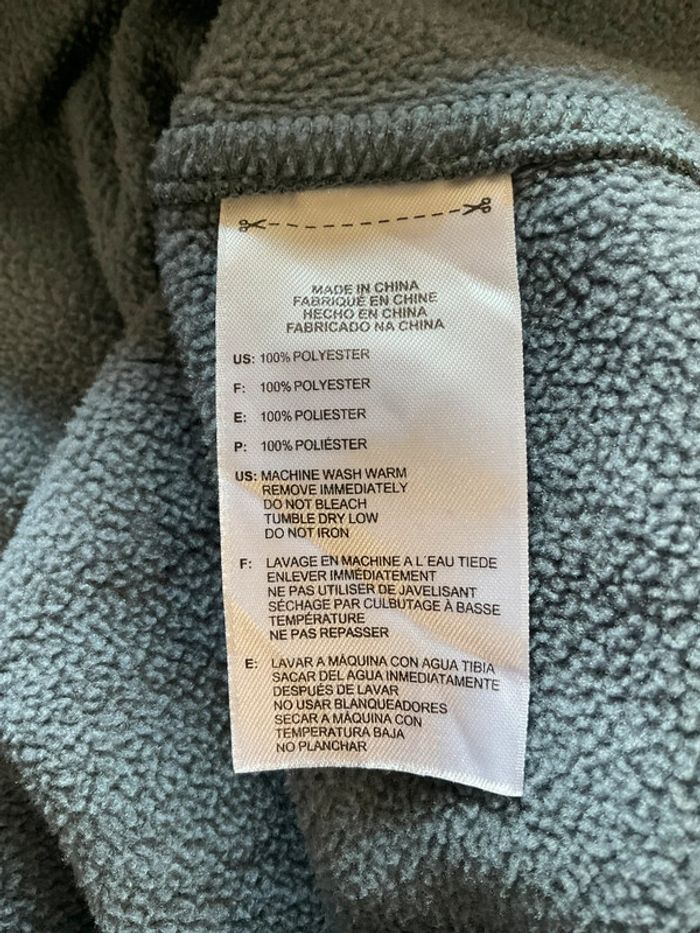 MADE IN CHINA
FABRIQUÉ EN CHINE
HECHO EN CHINA
FABRICADO NA CHINA
US: 100% POLYESTER
F: 100% POLYESTER
E: 100% POLIESTER
P: 100% POLIÉSTER
US: MACHINE WASH WARM
REMOVE IMMEDIATELY
DO NOT BLEACH
TUMBLE DRY LOW
DO NOT IRON
F: LAVAGE EN MACHINE A L´EAU TIEDE
ENLEVER IMMÉDIATEMENT
NE PAS UTILISER DE JAVELISANT
SÉCHAGE PAR CULBUTAGE À BASSE
TEMPÉRATURE
NE PAS REPASSER
E: LAVAR A MÁQUINA CON AGUA TIBIA
SACAR DEL AGUA INMEDIATAMENTE
DESPUÉS DE LAVAR
NO USAR BLANQUEADORES
SECAR A MÁQUINA CON
TEMPERATURA BAJA
NO PLANCHAR